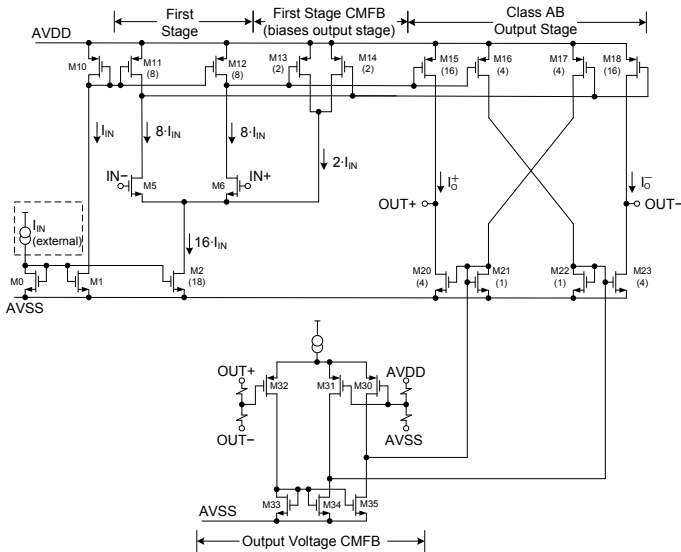 First
Stage
First Stage CMFB
(biases output stage)
Class AB
Output Stage
AVDD
M10
M11
(8)
M12
(8)
M13
(2)
M14
(2)
M15
(16)
M16
(4)
M17
(4)
M18
(16)
I_IN
8·I_IN
8·I_IN
2·I_IN
IN−
M5
M6
IN+
I_O^+
I_O^−
OUT+
OUT−
I_IN
(external)
16·I_IN
M0
M1
M2
(18)
M20
(4)
M21
(1)
M22
(1)
M23
(4)
AVSS
OUT+
M32
M31
M30
AVDD
OUT−
AVSS
M33
M34
M35
AVSS
Output Voltage CMFB